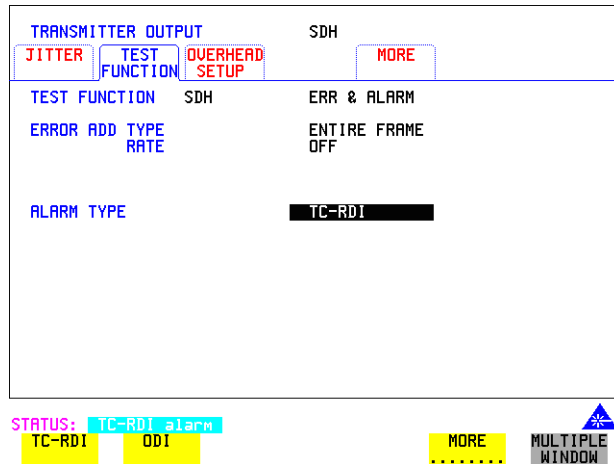 TRANSMITTER OUTPUT SDH
JITTER TEST FUNCTION OVERHEAD SETUP MORE
TEST FUNCTION SDH ERR & ALARM
ERROR ADD TYPE ENTIRE FRAME
RATE OFF
ALARM TYPE TC-RDI
STATUS: TC-RDI alarm
TC-RDI ODI MORE ........ MULTIPLE WINDOW